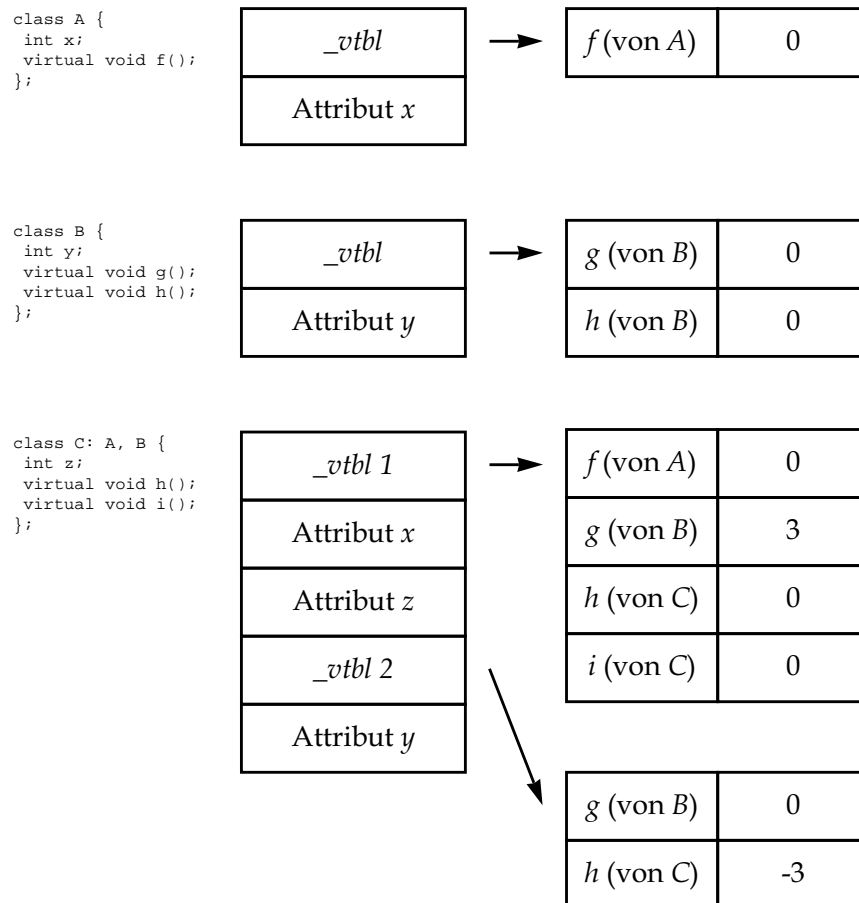 class A {
int x;
virtual void f();
};
_vtbl
Attribut x
f (von A) 0
class B {
int y;
virtual void g();
virtual void h();
};
_vtbl
Attribut y
g (von B) 0
h (von B) 0
class C: A, B {
int z;
virtual void h();
virtual void i();
};
_vtbl 1
Attribut x
Attribut z
_vtbl 2
Attribut y
f (von A) 0
g (von B) 3
h (von C) 0
i (von C) 0
g (von B) 0
h (von C) -3